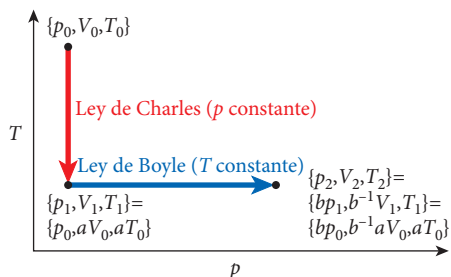 {p₀,V₀,T₀}
Ley de Charles (p constante)
T
Ley de Boyle (T constante)
{p₁,V₁,T₁}=
{p₀,aV₀,aT₀}
{p₂,V₂,T₂}=
{bp₁,b⁻¹V₁,T₁}=
{bp₀,b⁻¹aV₀,aT₀}
p